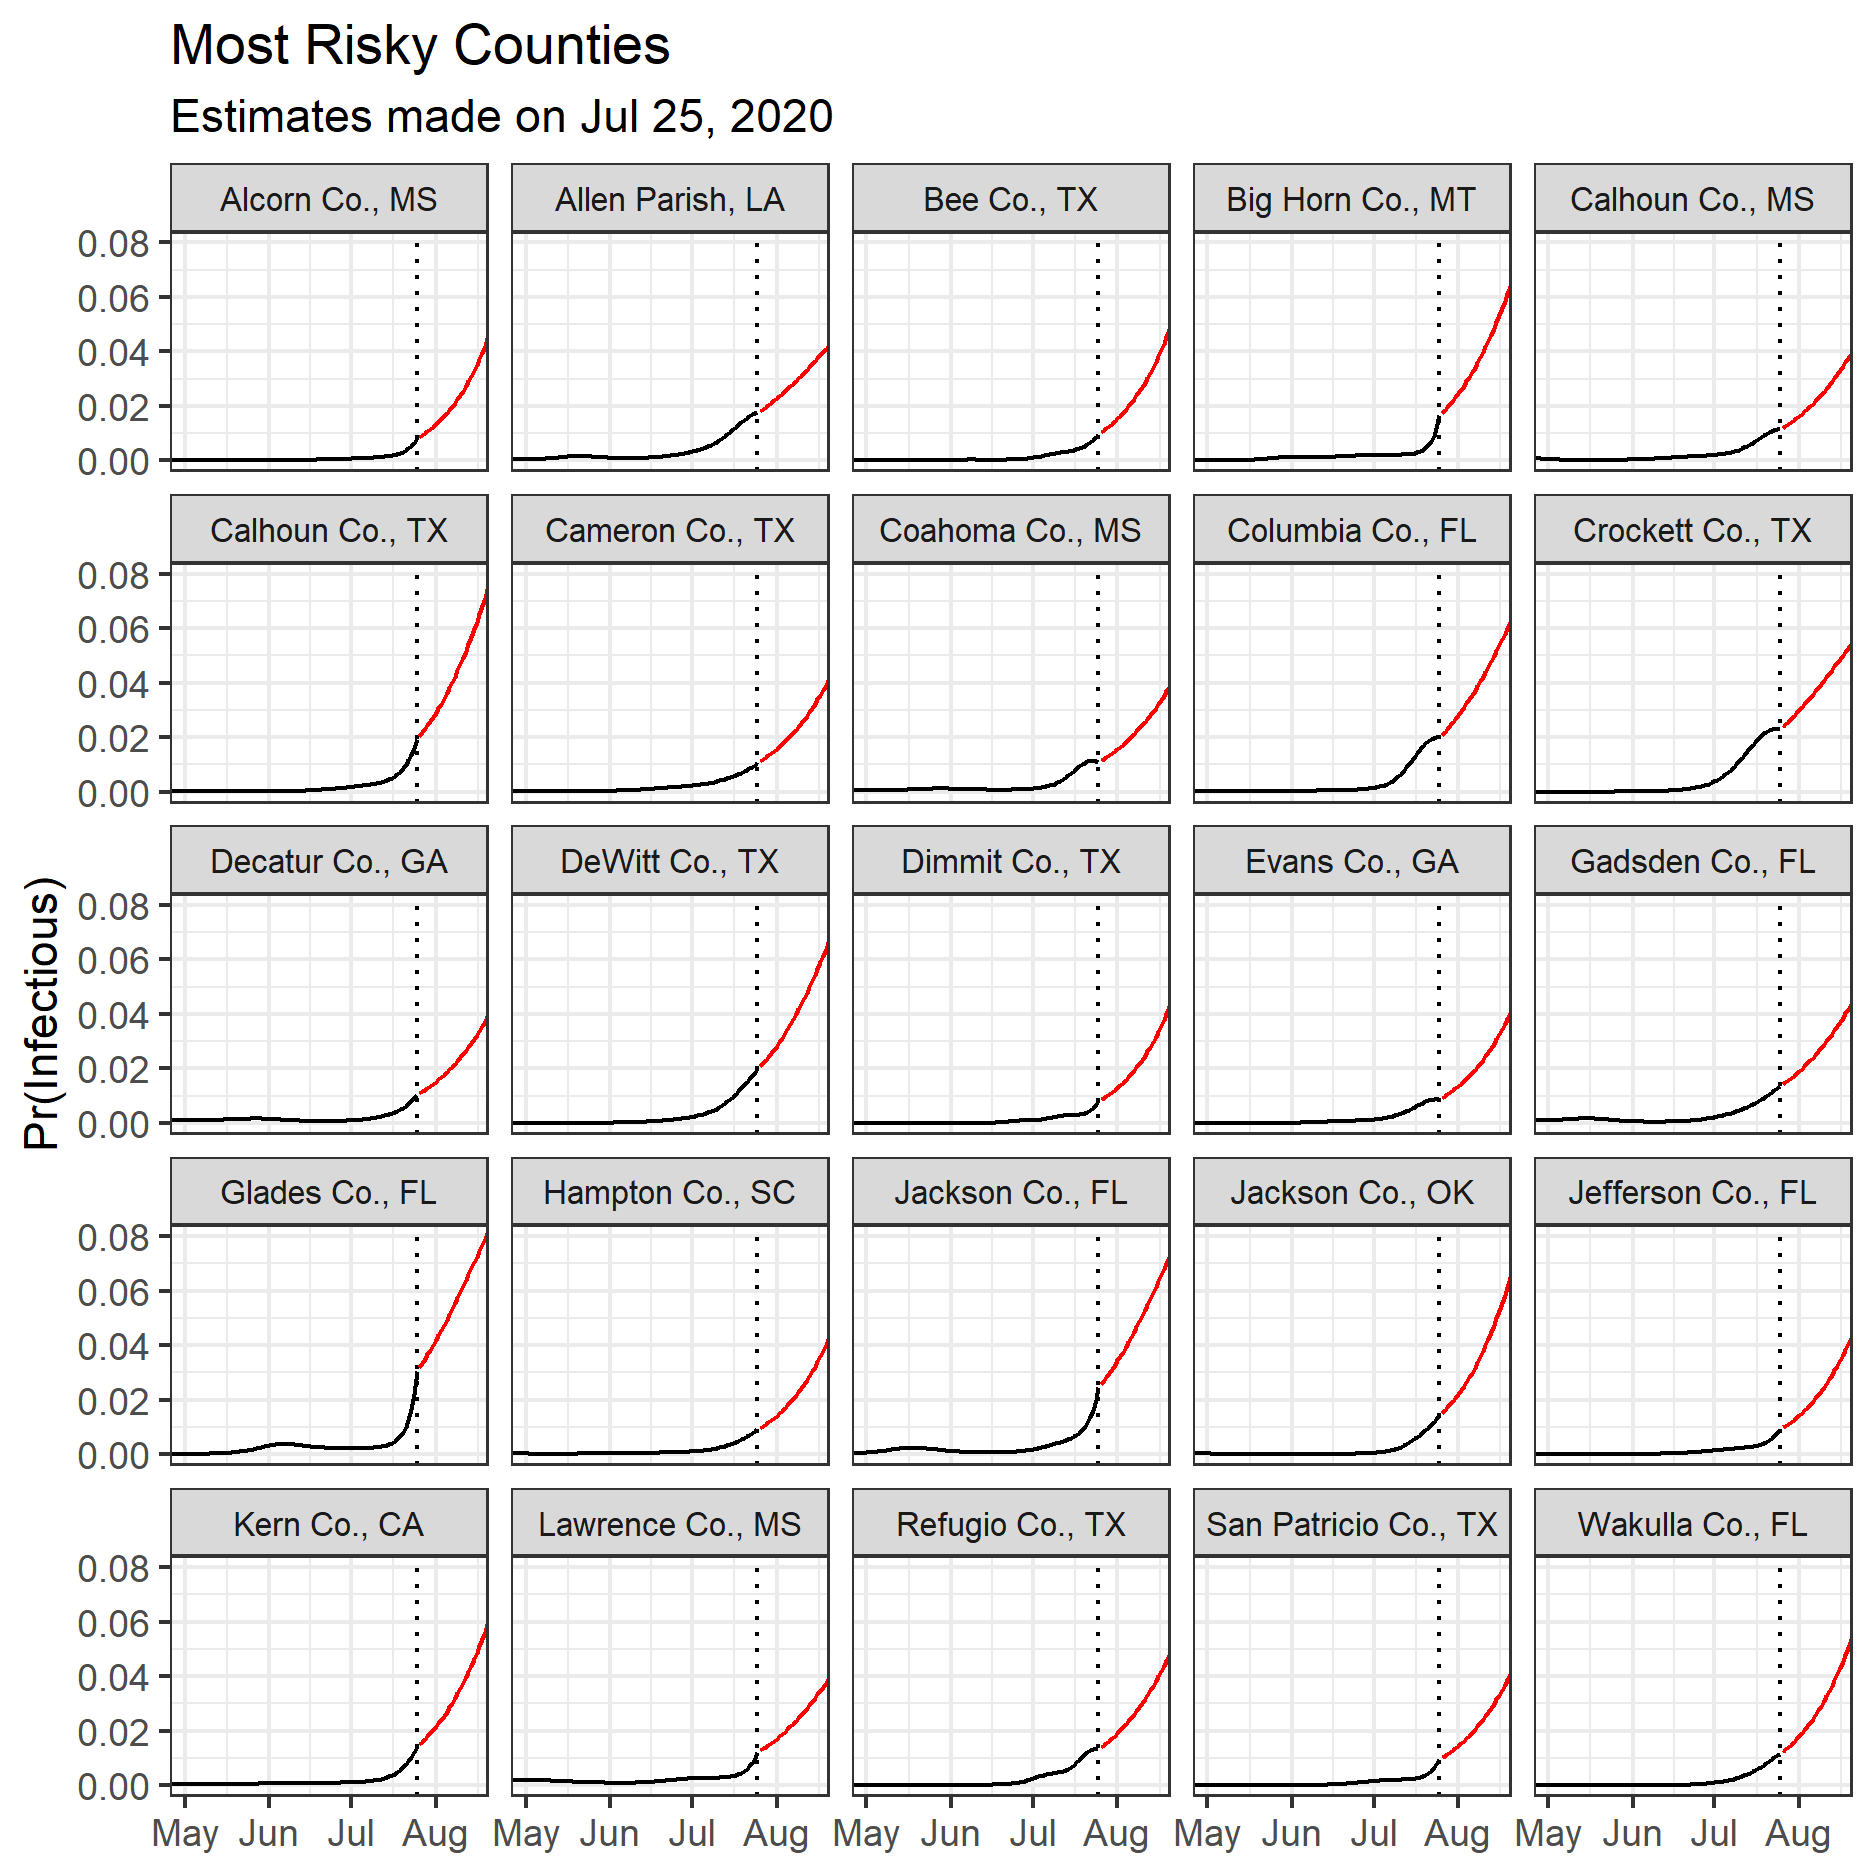 Most Risky Counties
Estimates made on Jul 25, 2020
Alcorn Co., MS
Allen Parish, LA
Bee Co., TX
Big Horn Co., MT
Calhoun Co., MS
0.08
0.06
0.04
0.02
0.00
Calhoun Co., TX
Cameron Co., TX
Coahoma Co., MS
Columbia Co., FL
Crockett Co., TX
0.08
0.06
0.04
0.02
0.00
Pr(Infectious)
Decatur Co., GA
DeWitt Co., TX
Dimmit Co., TX
Evans Co., GA
Gadsden Co., FL
0.08
0.06
0.04
0.02
0.00
Glades Co., FL
Hampton Co., SC
Jackson Co., FL
Jackson Co., OK
Jefferson Co., FL
0.08
0.06
0.04
0.02
0.00
Kern Co., CA
Lawrence Co., MS
Refugio Co., TX
San Patricio Co., TX
Wakulla Co., FL
0.08
0.06
0.04
0.02
0.00
May Jun Jul Aug
May Jun Jul Aug
May Jun Jul Aug
May Jun Jul Aug
May Jun Jul Aug